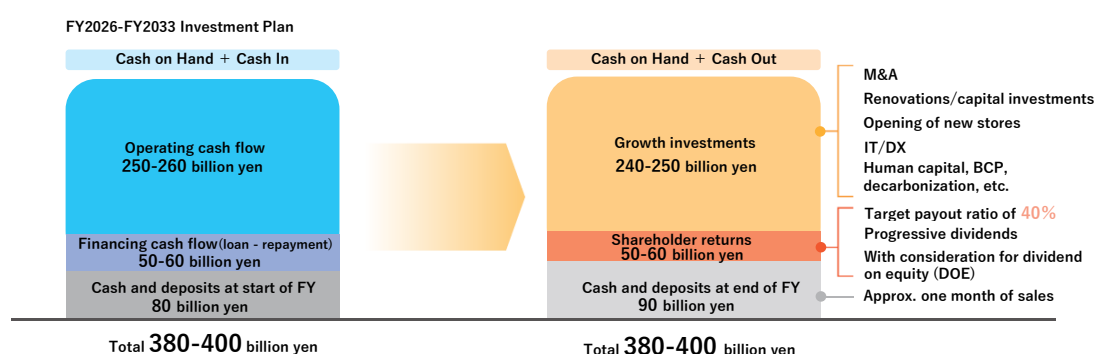 FY2026-FY2033 Investment Plan
Cash on Hand + Cash In
Operating cash flow
250-260 billion yen
Financing cash flow(loan - repayment)
50-60 billion yen
Cash and deposits at start of FY
80 billion yen
Total 380-400 billion yen
Cash on Hand + Cash Out
Growth investments
240-250 billion yen
Shareholder returns
50-60 billion yen
Cash and deposits at end of FY
90 billion yen
Total 380-400 billion yen
M&A
Renovations/capital investments
Opening of new stores
IT/DX
Human capital, BCP,
decarbonization, etc.
Target payout ratio of 40%
Progressive dividends
With consideration for dividend
on equity (DOE)
Approx. one month of sales